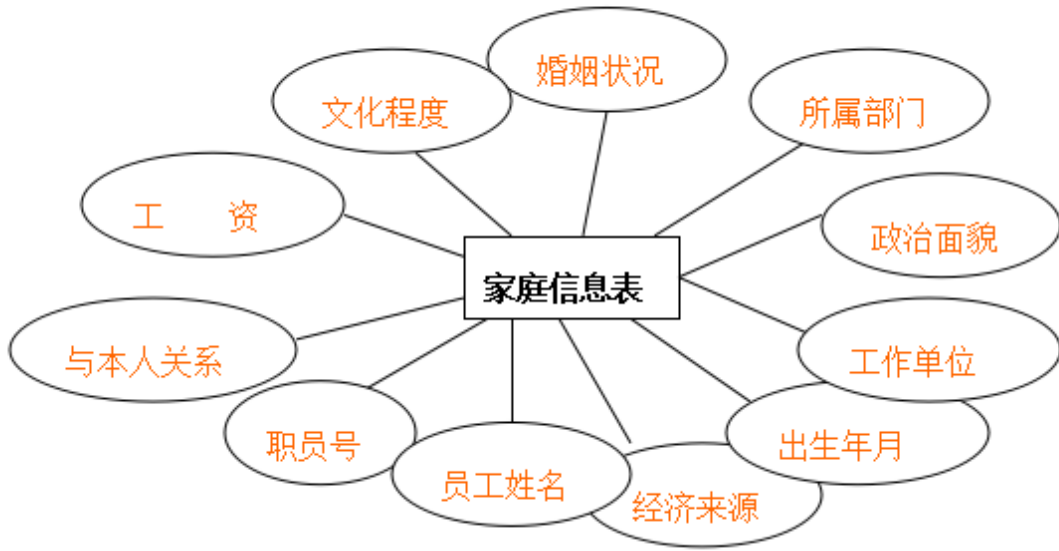 婚姻状况
文化程度
所属部门
工 资
政治面貌
家庭信息表
与本人关系
工作单位
职员号
出生年月
员工姓名
经济来源